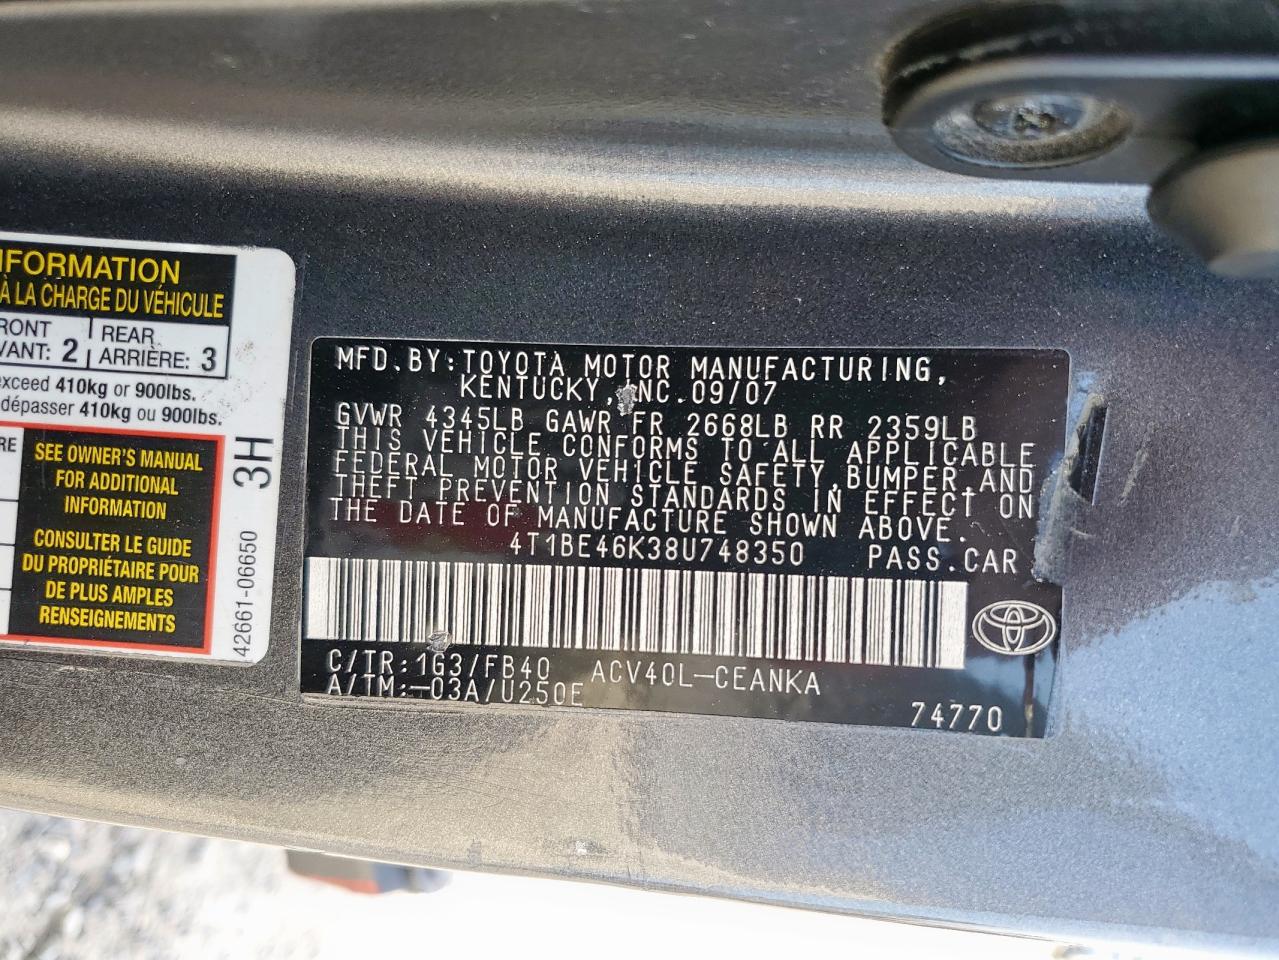 NFORMATION
À LA CHARGE DU VÉHICULE
RONT
VANT: 2
REAR
ARRIÈRE: 3
exceed 410kg or 900lbs.
dépasser 410kg ou 900lbs.
RE
SEE OWNER'S MANUAL
FOR ADDITIONAL
INFORMATION
CONSULTER LE GUIDE
DU PROPRIÉTAIRE POUR
DE PLUS AMPLES
RENSEIGNEMENTS
3H
42661-06650
MFD.BY:TOYOTA MOTOR MANUFACTURING,
KENTUCKY, INC.09/07
GVWR 4345LB GAWR FR 2668LB RR 2359LB
THIS VEHICLE CONFORMS TO ALL APPLICABLE
FEDERAL MOTOR VEHICLE SAFETY,BUMPER,AND
THEFT PREVENTION STANDARDS IN EFFECT ON
THE DATE OF MANUFACTURE SHOWN ABOVE.
4T1BE46K38U748350 PASS.CAR
C/TR:1G3/FB40 ACV40L-CEANKA
A/TM:-03A/U250E
74770